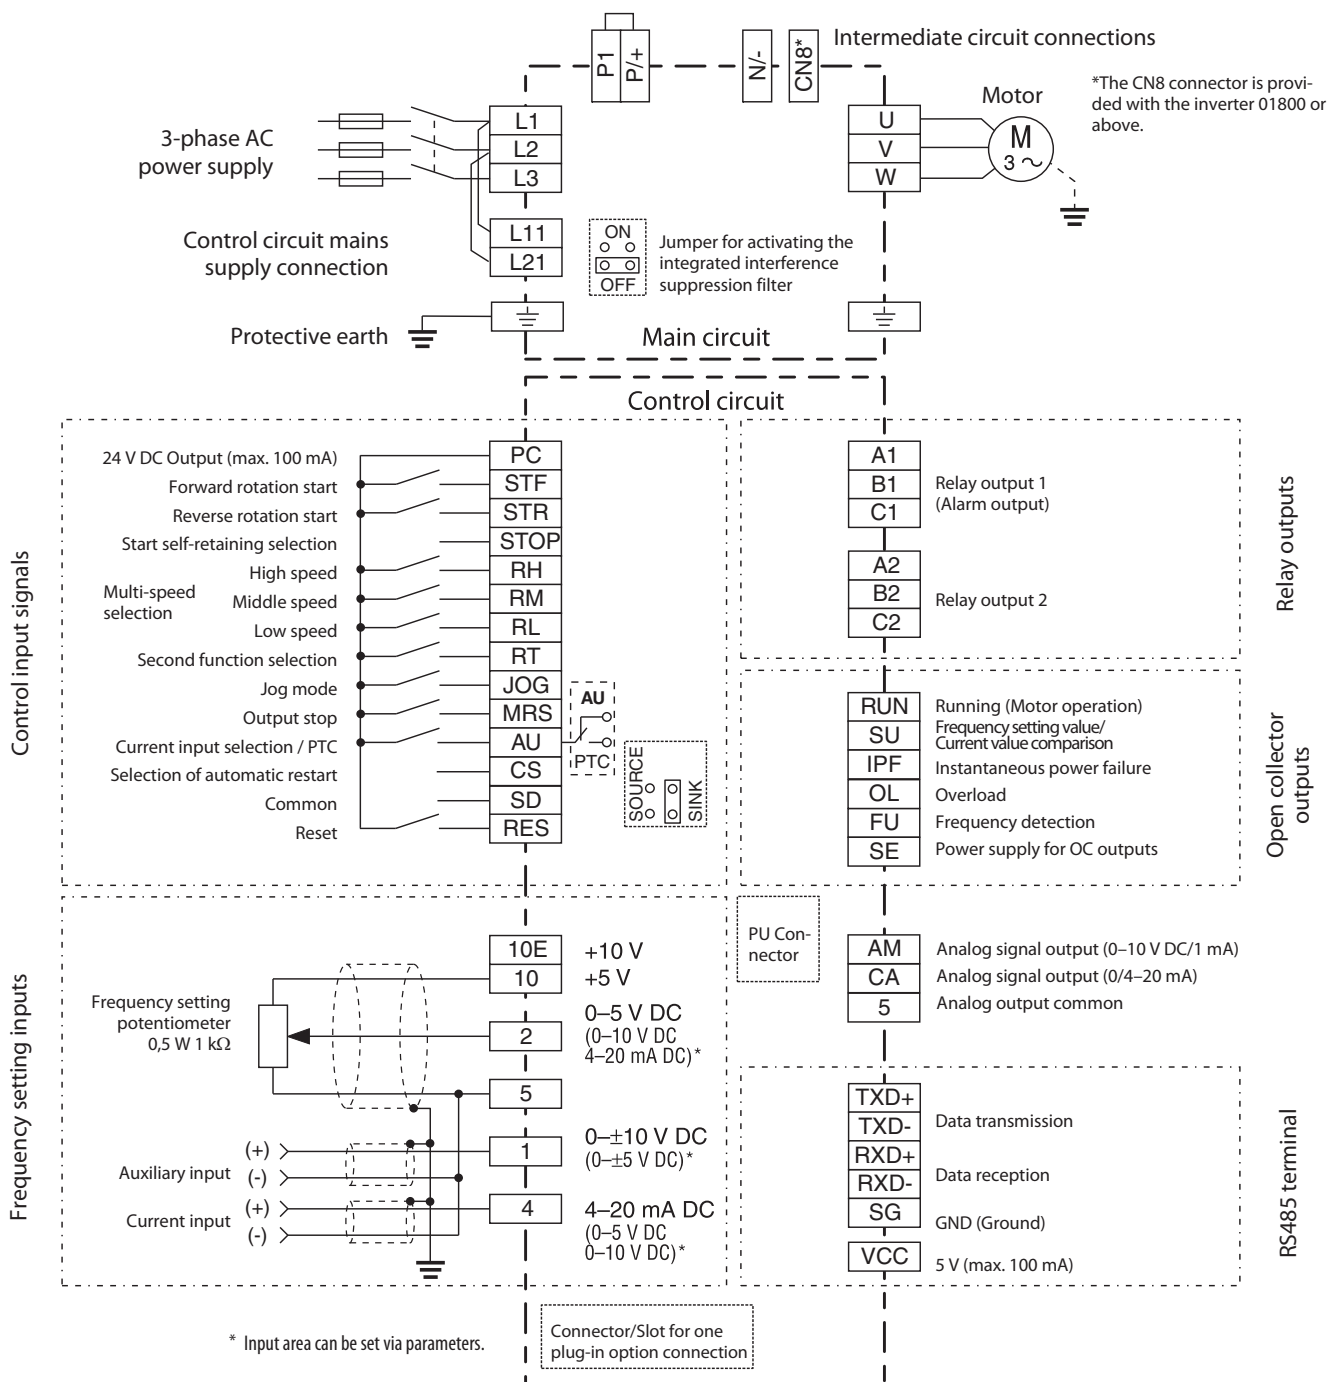 P1
P/+
N/-
CN8*
Intermediate circuit connections
*The CN8 connector is provi-
ded with the inverter 01800 or
above.
3-phase AC
power supply
L1
L2
L3
U
V
W
Motor
M
3 ~
Control circuit mains
supply connection
L11
L21
ON
OFF
Jumper for activating the
integrated interference
suppression filter
Protective earth
Main circuit
Control circuit
Control input signals
24 V DC Output (max. 100 mA)
PC
Forward rotation start
STF
Reverse rotation start
STR
Start self-retaining selection
STOP
Multi-speed
selection
High speed
RH
Middle speed
RM
Low speed
RL
Second function selection
RT
Jog mode
JOG
Output stop
MRS
Current input selection / PTC
AU
Selection of automatic restart
CS
Common
SD
Reset
RES
AU
PTC
SOURCE
SINK
A1
B1
C1
Relay output 1
(Alarm output)
A2
B2
C2
Relay output 2
Relay outputs
RUN
Running (Motor operation)
SU
Frequency setting value/
Current value comparison
IPF
Instantaneous power failure
OL
Overload
FU
Frequency detection
SE
Power supply for OC outputs
Open collector
outputs
Frequency setting inputs
Frequency setting
potentiometer
0,5 W 1 kΩ
10E
+10 V
10
+5 V
2
0–5 V DC
(0–10 V DC
4–20 mA DC)*
5
Auxiliary input
(+)
(-)
1
0–±10 V DC
(0–±5 V DC)*
Current input
(+)
(-)
4
4–20 mA DC
(0–5 V DC
0–10 V DC)*
PU Con-
nector
AM
Analog signal output (0–10 V DC/1 mA)
CA
Analog signal output (0/4–20 mA)
5
Analog output common
TXD+
TXD-
Data transmission
RXD+
RXD-
Data reception
SG
GND (Ground)
VCC
5 V (max. 100 mA)
RS485 terminal
* Input area can be set via parameters.
Connector/Slot for one
plug-in option connection